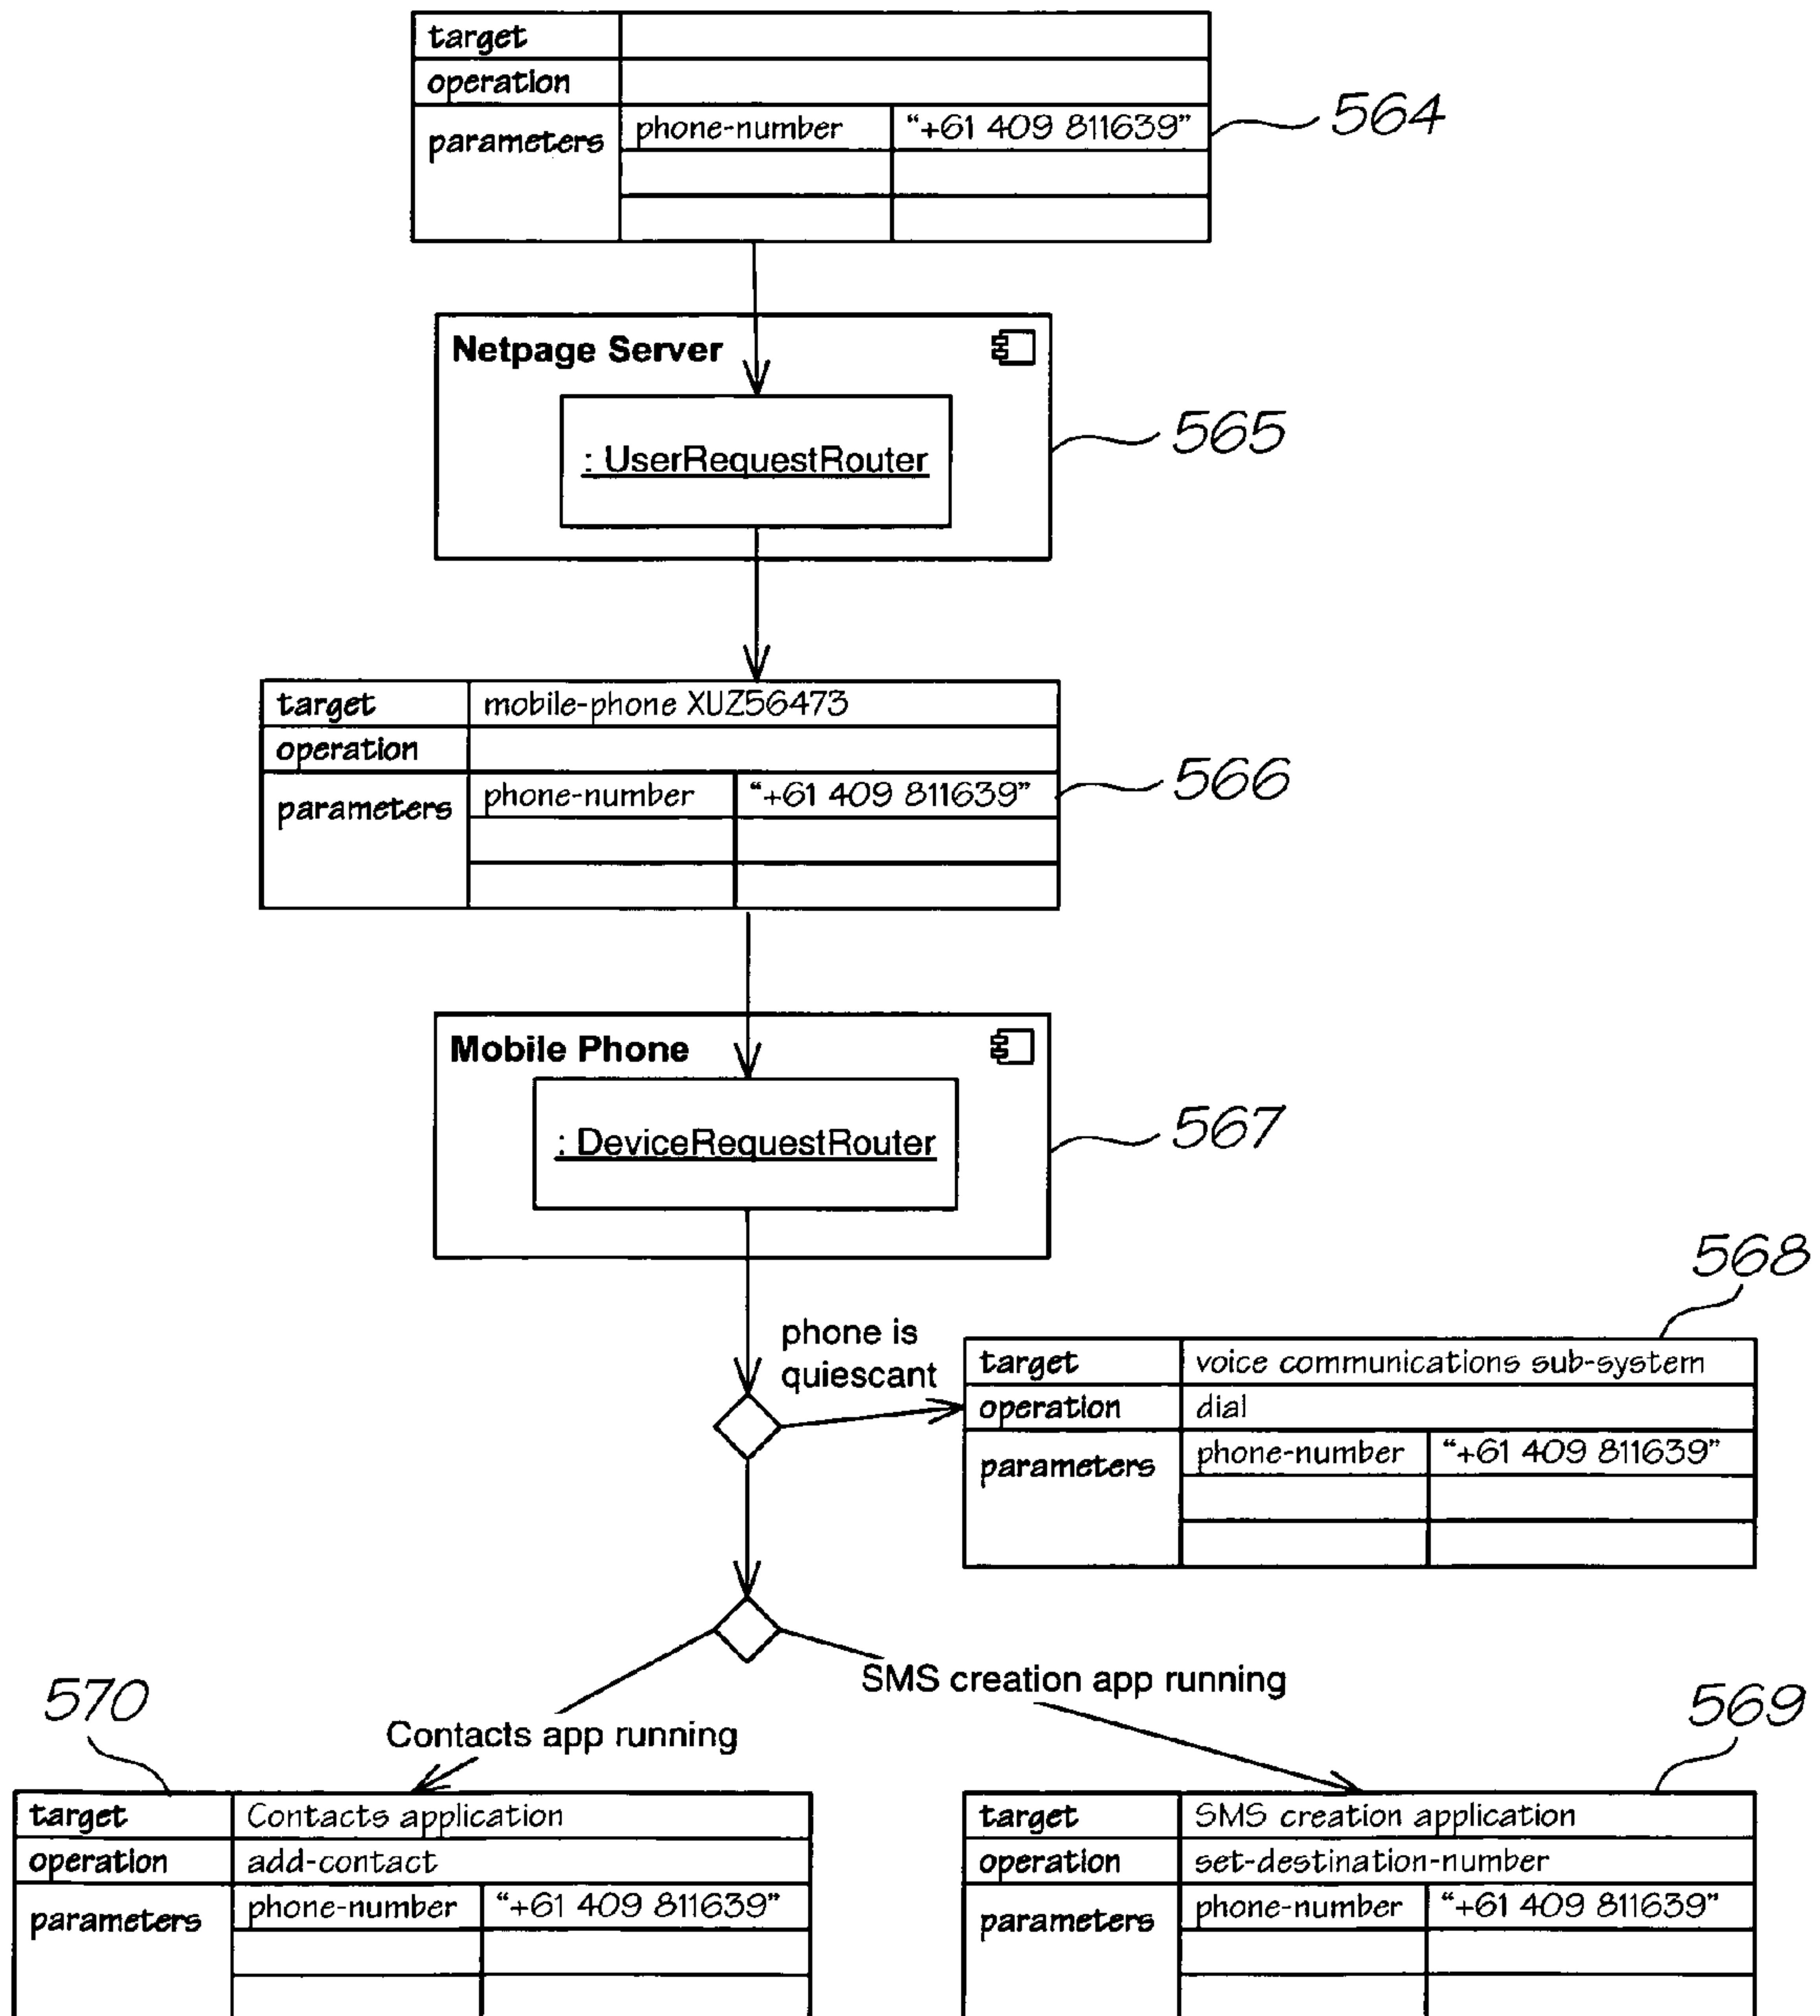 target
operation
parameters phone-number "+61 409 811639"
564
Netpage Server
: UserRequestRouter
565
target mobile-phone XUZ56473
operation
parameters phone-number "+61 409 811639"
566
Mobile Phone
: DeviceRequestRouter
567
phone is
quiescant
568
target voice communications sub-system
operation dial
parameters phone-number "+61 409 811639"
SMS creation app running
Contacts app running
570
target Contacts application
operation add-contact
parameters phone-number "+61 409 811639"
569
target SMS creation application
operation set-destination-number
parameters phone-number "+61 409 811639"